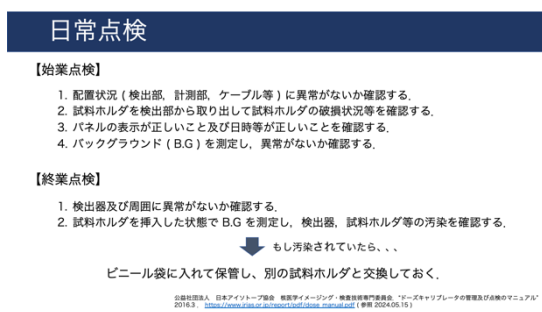 日常点検
【始業点検】
1. 配置状況 ( 検出部，計測部，ケーブル等 ) に異常がないか確認する．
2. 試料ホルダを検出部から取り出して試料ホルダの破損状況等を確認する．
3. パネルの表示が正しいこと及び日時等が正しいことを確認する．
4. バックグラウンド ( B.G ) を測定し，異常がないか確認する．
【終業点検】
1. 検出器及び周囲に異常がないか確認する．
2. 試料ホルダを挿入した状態で B.G を測定し，検出器，試料ホルダ等の汚染を確認する．
もし汚染されていたら、、、
ビニール袋に入れて保管し、別の試料ホルダと交換しておく．
公益社団法人　日本アイソトープ協会　核医学イメージング・検査技術専門委員会．“ドーズキャリブレータの管理及び点検のマニュアル”
2016.3．　https://www.jrias.or.jp/report/pdf/dose_manual.pdf ( 参照 2024.05.15 )